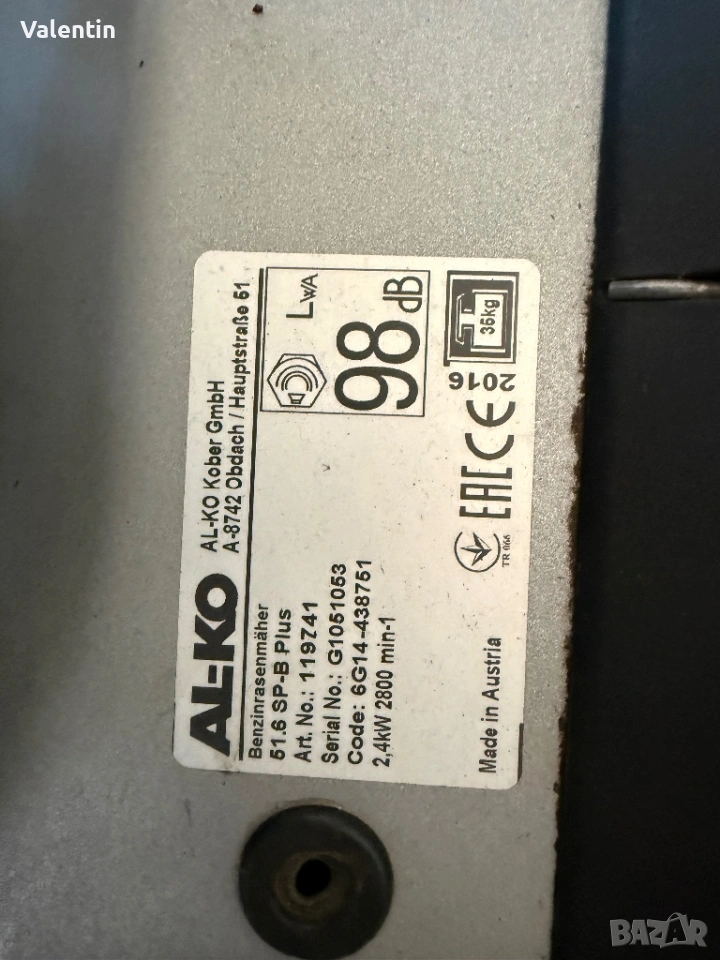 Valentin
AL-KO
AL-KO Kober GmbH
A-8742 Obdach / Hauptstraße 51
Benzinrasenmäher
51.6 SP-B Plus
Art. No.: 119741
Serial No.: G1051053
Code: 6G14-438751
2,4kW 2800 min-1
Made in Austria
LWA
98 dB
TR 066
EAC CE
2016
36kg
BAZAR